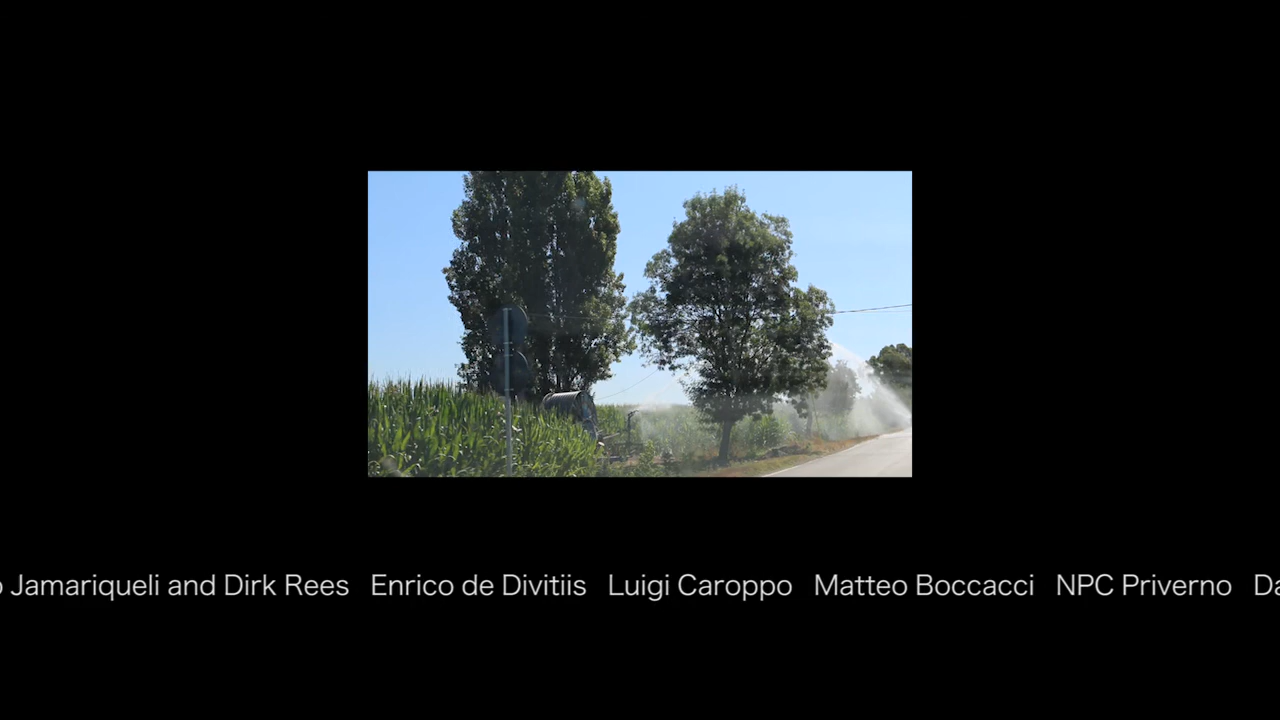 Jamariqueli and Dirk Rees Enrico de Divitiis Luigi Caroppo Matteo Boccacci NPC Priverno